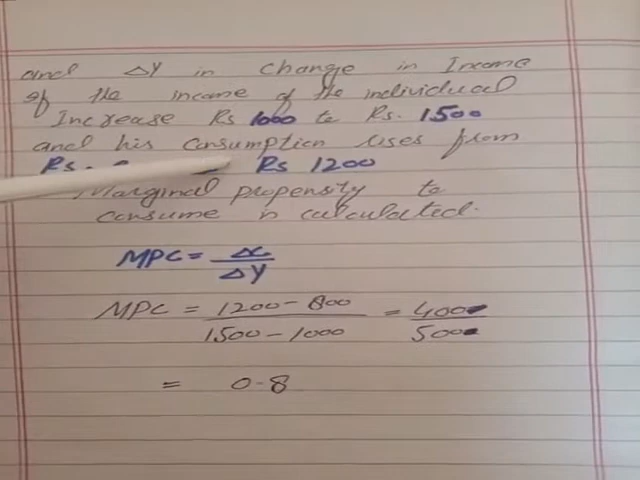 and ΔY in change in Income
of the income of the individual
Increase Rs 1000 to Rs. 1500
and his consumption rises from
Rs. Rs 1200
Marginal propensity to
consume is calculated.
MPC = ΔC / ΔY
MPC = 1200 - 800 / 1500 - 1000 = 400 / 500
= 0.8